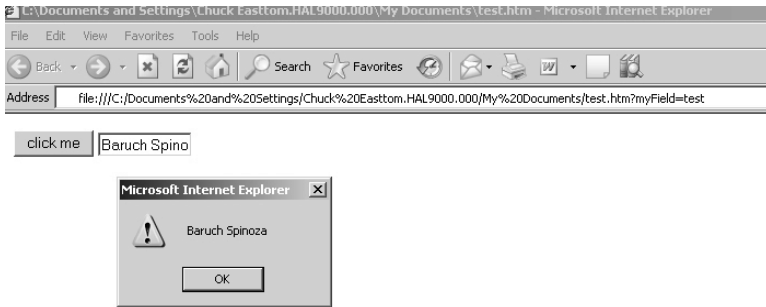 C:\Documents and Settings\Chuck Easttom.HAL9000.000\My Documents\test.htm - Microsoft Internet Explorer
File Edit View Favorites Tools Help
Back Search Favorites W
Address file:///C:/Documents%20and%20Settings/Chuck%20Easttom.HAL9000.000/My%20Documents/test.htm?myField=test
click me Baruch Spino
Microsoft Internet Explorer X
Baruch Spinoza
OK